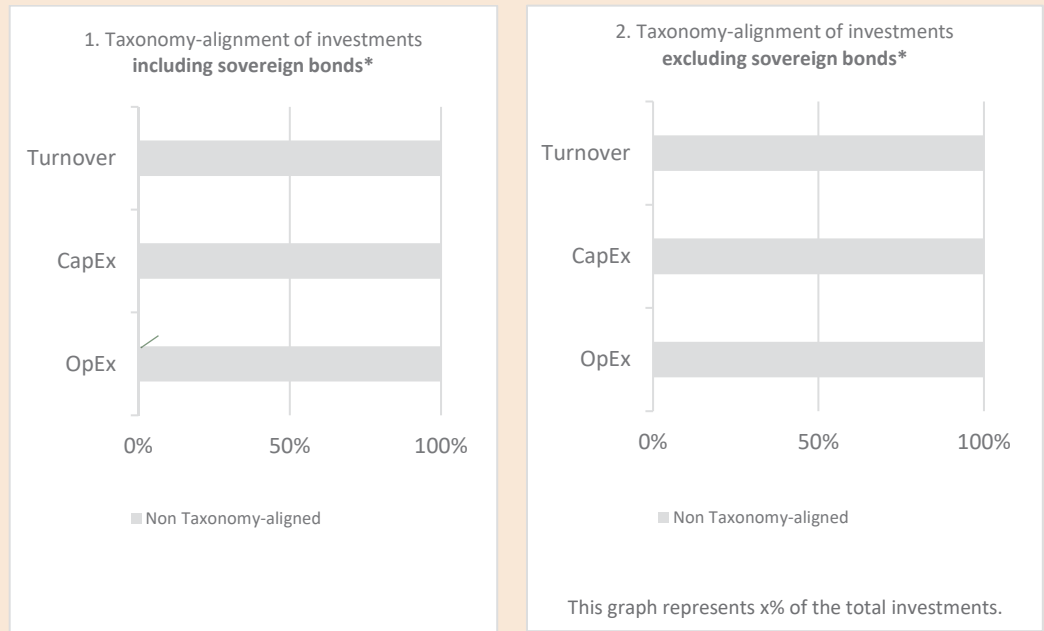 1. Taxonomy-alignment of investments
including sovereign bonds*
Turnover
CapEx
OpEx
0% 50% 100%
Non Taxonomy-aligned
2. Taxonomy-alignment of investments
excluding sovereign bonds*
Turnover
CapEx
OpEx
0% 50% 100%
Non Taxonomy-aligned
This graph represents x% of the total investments.